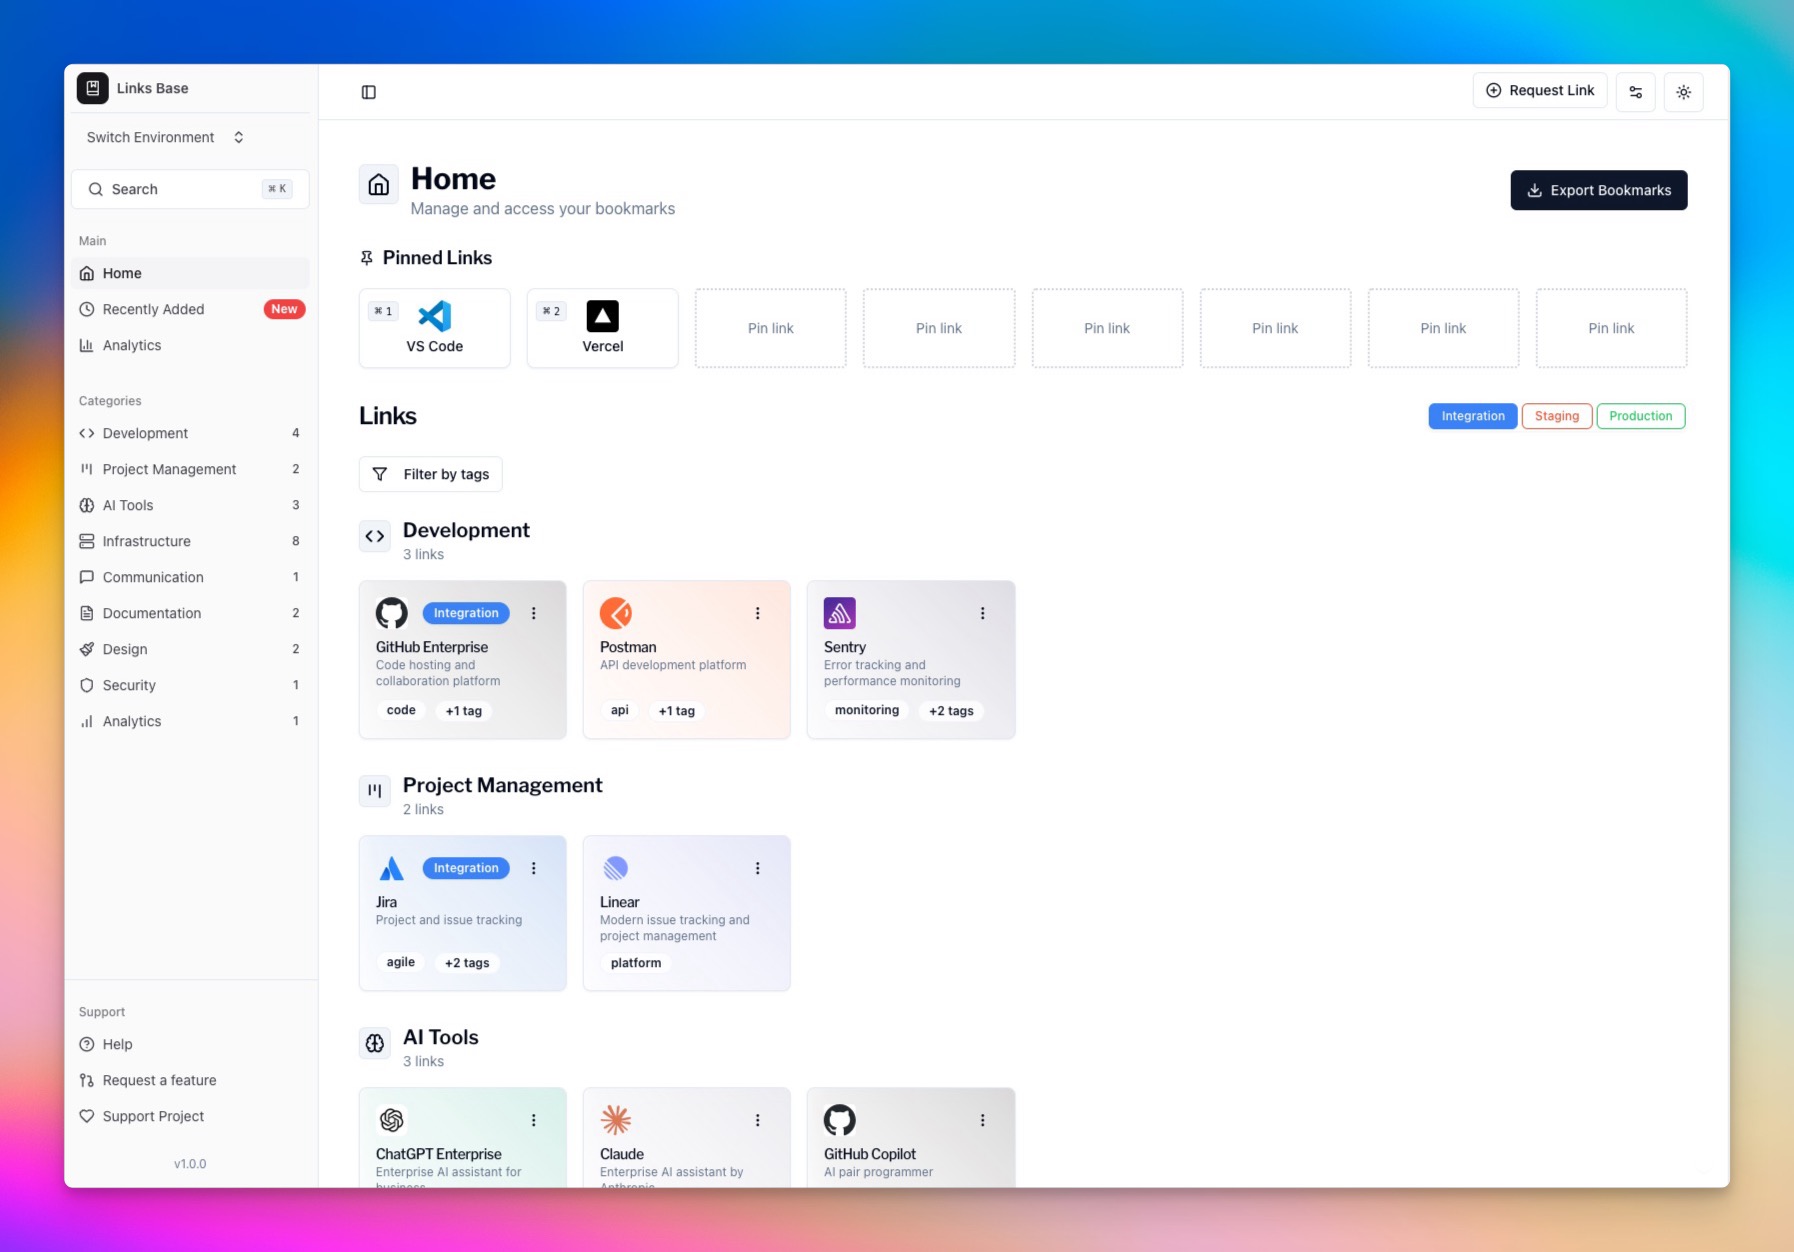 Links Base
Switch Environment
Search ⌘ K
Main
Home
Recently Added New
Analytics
Categories
Development 4
Project Management 2
AI Tools 3
Infrastructure 8
Communication 1
Documentation 2
Design 2
Security 1
Analytics 1
Support
Help
Request a feature
Support Project
v1.0.0
Request Link
Home
Manage and access your bookmarks
Export Bookmarks
Pinned Links
⌘ 1
VS Code
⌘ 2
Vercel
Pin link
Pin link
Pin link
Pin link
Pin link
Pin link
Links
Integration Staging Production
Filter by tags
Development
3 links
Integration
GitHub Enterprise
Code hosting and
collaboration platform
code +1 tag
Postman
API development platform
api +1 tag
Sentry
Error tracking and
performance monitoring
monitoring +2 tags
Project Management
2 links
Integration
Jira
Project and issue tracking
agile +2 tags
Linear
Modern issue tracking and
project management
platform
AI Tools
3 links
ChatGPT Enterprise
Enterprise AI assistant for
business
Claude
Enterprise AI assistant by
Anthropic
GitHub Copilot
AI pair programmer